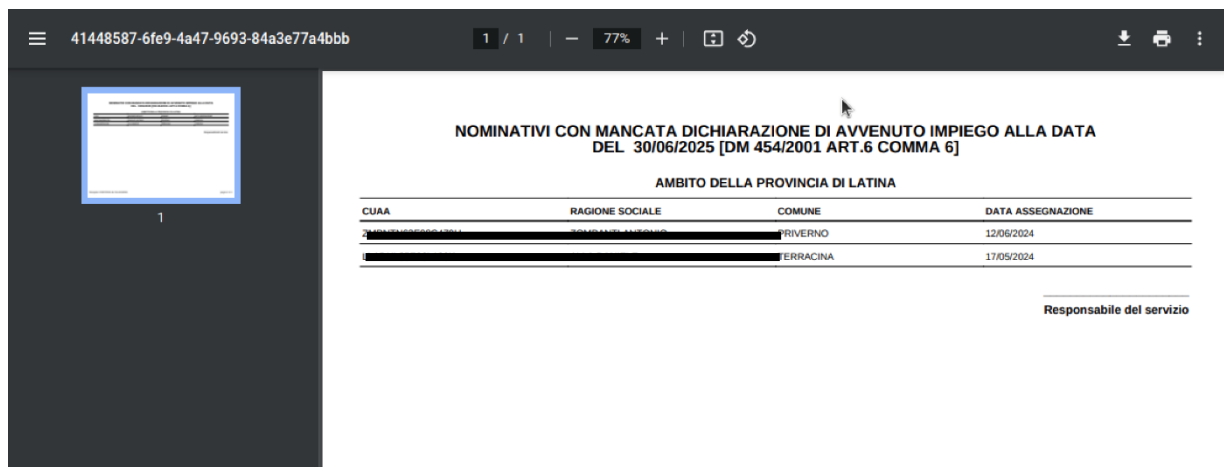 41448587-6fe9-4a47-9693-84a3e77a4bbb
1 / 1
77%
1
NOMINATIVI CON MANCATA DICHIARAZIONE DI AVVENUTO IMPIEGO ALLA DATA
DEL 30/06/2025 [DM 454/2001 ART.6 COMMA 6]
AMBITO DELLA PROVINCIA DI LATINA
CUAA RAGIONE SOCIALE COMUNE DATA ASSEGNAZIONE
PRIVERNO 12/06/2024
TERRACINA 17/05/2024
Responsabile del servizio